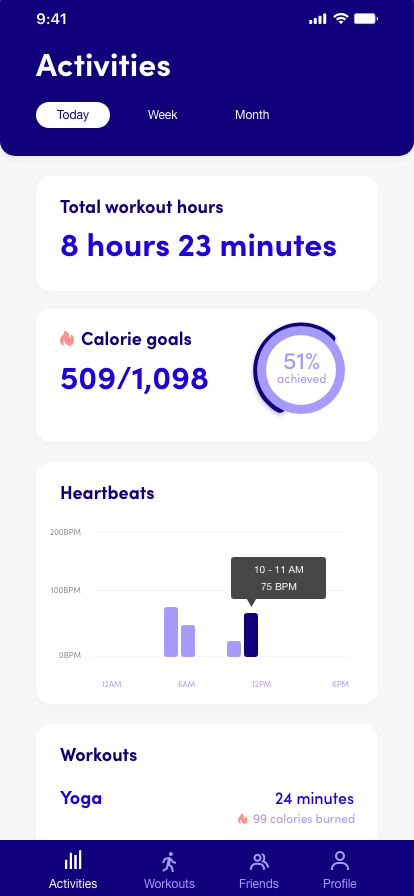 9:41
Activities
Today Week Month
Total workout hours
8 hours 23 minutes
Calorie goals
509/1,098
51%
achieved
Heartbeats
200BPM
10 - 11 AM
75 BPM
100BPM
0BPM
12AM 6AM 12PM 6PM
Workouts
Yoga 24 minutes
99 calories burned
Activities Workouts Friends Profile